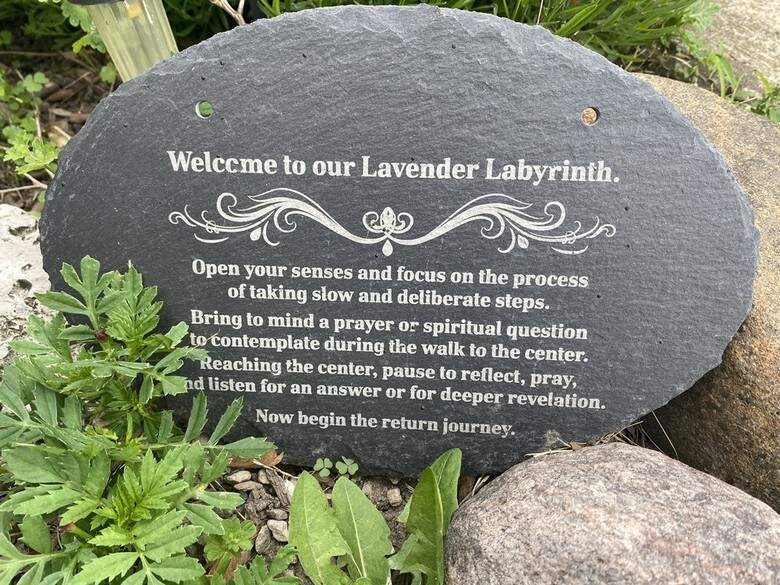 Welcome to our Lavender Labyrinth.
Open your senses and focus on the process
of taking slow and deliberate steps.
Bring to mind a prayer or spiritual question
to contemplate during the walk to the center.
Reaching the center, pause to reflect, pray,
nd listen for an answer or for deeper revelation.
Now begin the return journey.